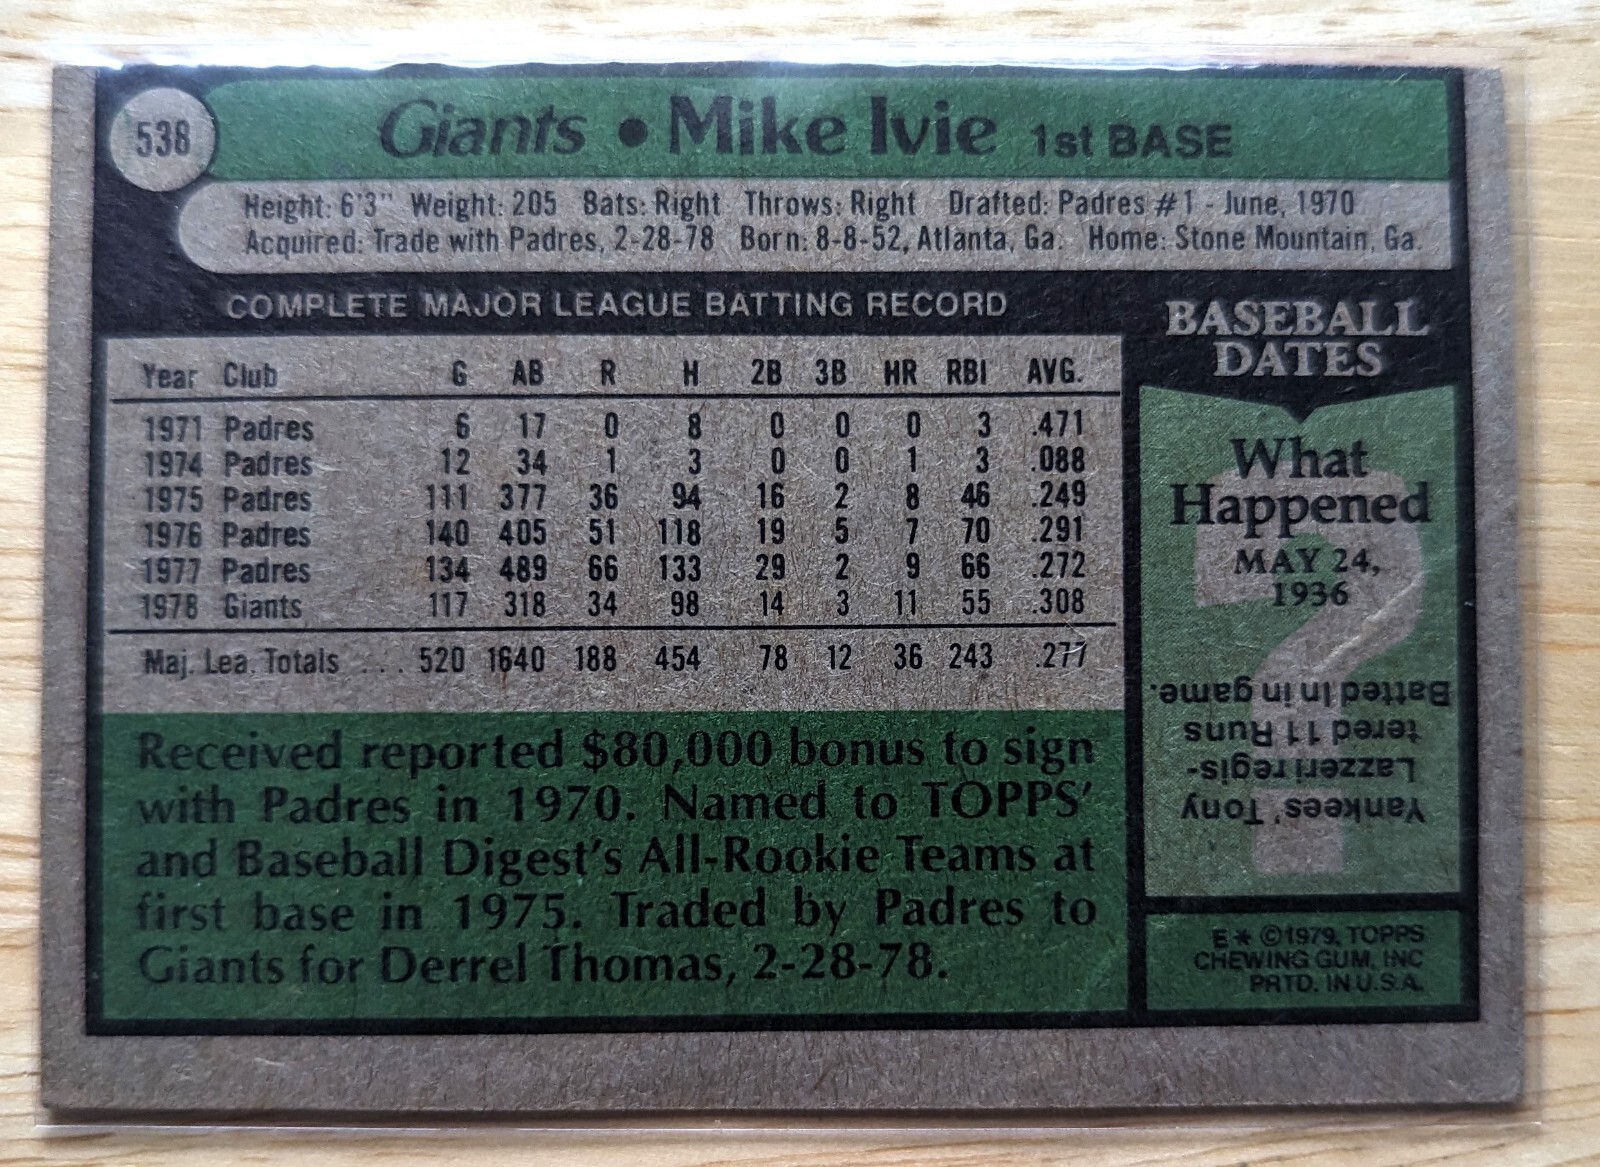 538
Giants • Mike Ivie 1st BASE
Height: 6'3" Weight: 205 Bats: Right Throws: Right Drafted: Padres #1 - June, 1970
Acquired: Trade with Padres, 2-28-78 Born: 8-8-52, Atlanta, Ga. Home: Stone Mountain, Ga.
COMPLETE MAJOR LEAGUE BATTING RECORD
Year Club G AB R H 2B 3B HR RBI AVG.
1971 Padres 6 17 0 8 0 0 0 3 .471
1974 Padres 12 34 1 3 0 0 1 3 .088
1975 Padres 111 377 36 94 16 2 8 46 .249
1976 Padres 140 405 51 118 19 5 7 70 .291
1977 Padres 134 489 66 133 29 2 9 66 .272
1978 Giants 117 318 34 98 14 3 11 55 .308
Maj. Lea. Totals . . . 520 1640 188 454 78 12 36 243 .277
Received reported $80,000 bonus to sign
with Padres in 1970. Named to TOPPS'
and Baseball Digest's All-Rookie Teams at
first base in 1975. Traded by Padres to
Giants for Derrel Thomas, 2-28-78.
BASEBALL
DATES
What
Happened
MAY 24,
1936
Yankees' Tony
Lazzeri regis-
tered 11 Runs
Batted In in game.
E* ©1979, TOPPS
CHEWING GUM, INC
PRTD. IN U.S.A.